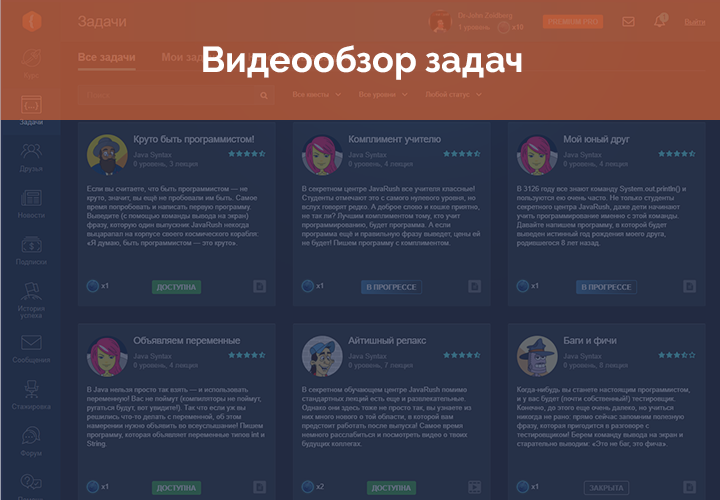 Задачи
Dr John Zoidberg
1 уровень,
x16
PREMIUM PRO
Выйти
Видеообзор задач
Все задачи
Мои за
Все квесты
Все уровни
Любой статус
Задачи
Друзья
Новости
Подписки
История
успеха
Сообщения
Стажировка
Форум
Круто быть программистом!
Java Syntax
0 уровень, 3 лекция
Если вы считаете, что быть программистом — не
круто, значит, вы ещё не пробовали им быть. Самое
время попробовать и написать первую программу.
Выведите (с помощью команды вывода на экран)
фразу, которую один выпускник JavaRush некогда
выцарапал на корпусе своего космического корабля:
«Я думаю, быть программистом — это круто».
x1
ДОСТУПНА
Комплимент учителю
Java Syntax
0 уровень, 4 лекция
В секретном центре JavaRush все учителя классные!
Студенты отмечают это с самого нулевого уровня, но
вслух говорят редко. А доброе слово и кошке приятно,
не так ли? Лучшим комплиментом тому, кто учит
программированию, будет программа. А если
программа ещё и правильную фразу выведет, цены ей
не будет! Пишем программу с комплиментом.
x1
В ПРОГРЕССЕ
Мой юный друг
Java Syntax
0 уровень, 4 лекция
В 3126 году все знают команду System.out.println() и
пользуются ею очень часто. Не только студенты
секретного центра JavaRush, даже дети начинают
учить программирование именно с этой команды.
Давайте напишем программу, в которой будет
выведен истинный год рождения моего друга,
родившегося 8 лет назад.
x1
В ПРОГРЕССЕ
Объявляем переменные
Java Syntax
0 уровень, 4 лекция
В Java нельзя просто так взять — и использовать
переменную! Вас не поймут (компиляторы не поймут,
ругаться будут, вот увидите!). Так что если уж вы
решились что-то делать с переменной, об этом
намерении нужно объявить во всеуслышание! Пишем
программу, которая объявляет переменные типов int и
String.
x1
ДОСТУПНА
Айтишный релакс
Java Syntax
0 уровень, 7 лекция
В секретном обучающем центре JavaRush помимо
стандартных лекций есть еще и развлекательные.
Однако они здесь тоже не просто так, вы узнаете из
них много нового о той области, в которой вам
предстоит работать после выпуска! Самое время
немного расслабиться и посмотреть видео о твоих
будущих коллегах.
x2
ДОСТУПНА
Баги и фичи
Java Syntax
0 уровень, 8 лекция
Когда-нибудь вы станете настоящим программистом,
и у вас будет (почти собственный!) тестировщик.
Конечно, до этого еще очень далеко, но учиться
никогда не рано: прямо сейчас запомним полезную
фразу, которая пригодится в разговоре с
тестировщиком! Берем команду вывода на экран и
старательно выводим: «Это не баг, это фича».
x1
ЗАКРЫТА